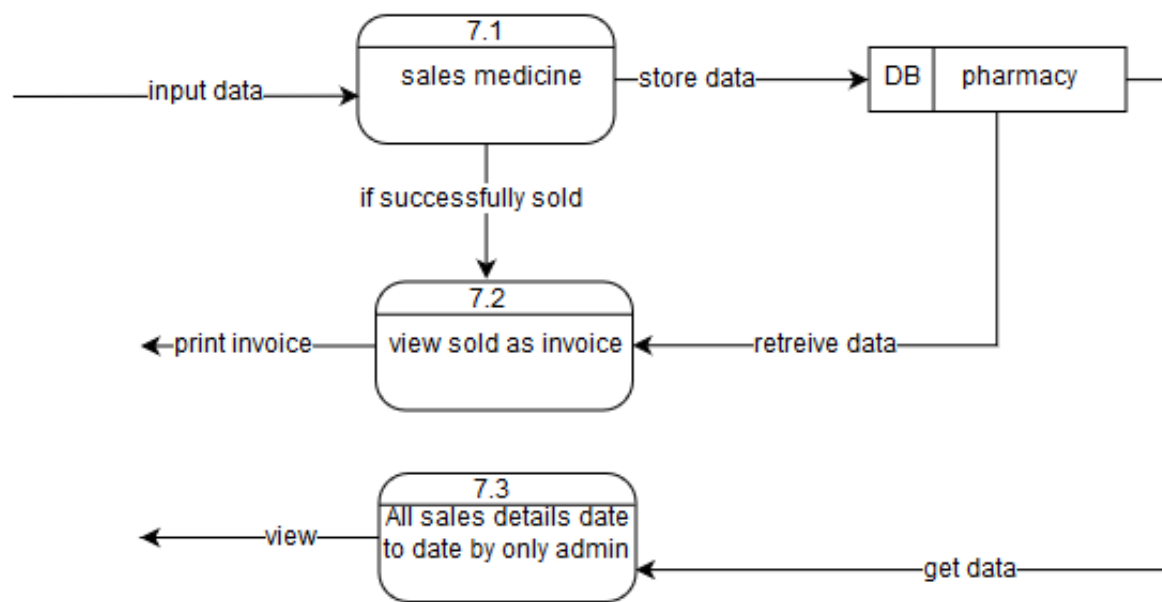 7.1
sales medicine
input data
store data
DB
pharmacy
if successfully sold
7.2
view sold as invoice
print invoice
retreive data
7.3
All sales details date
to date by only admin
view
get data